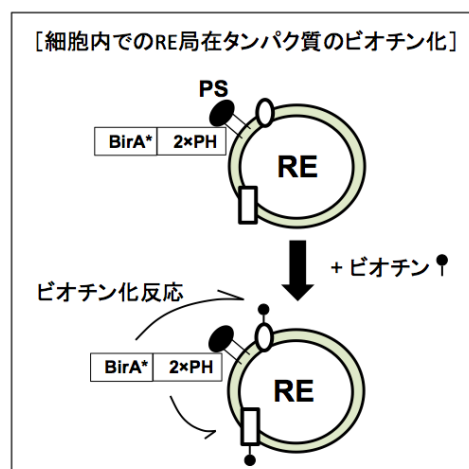 [細胞内でのRE局在タンパク質のビオチン化]
PS
BirA* 2×PH
RE
+ ビオチン
ビオチン化反応
BirA* 2×PH
RE